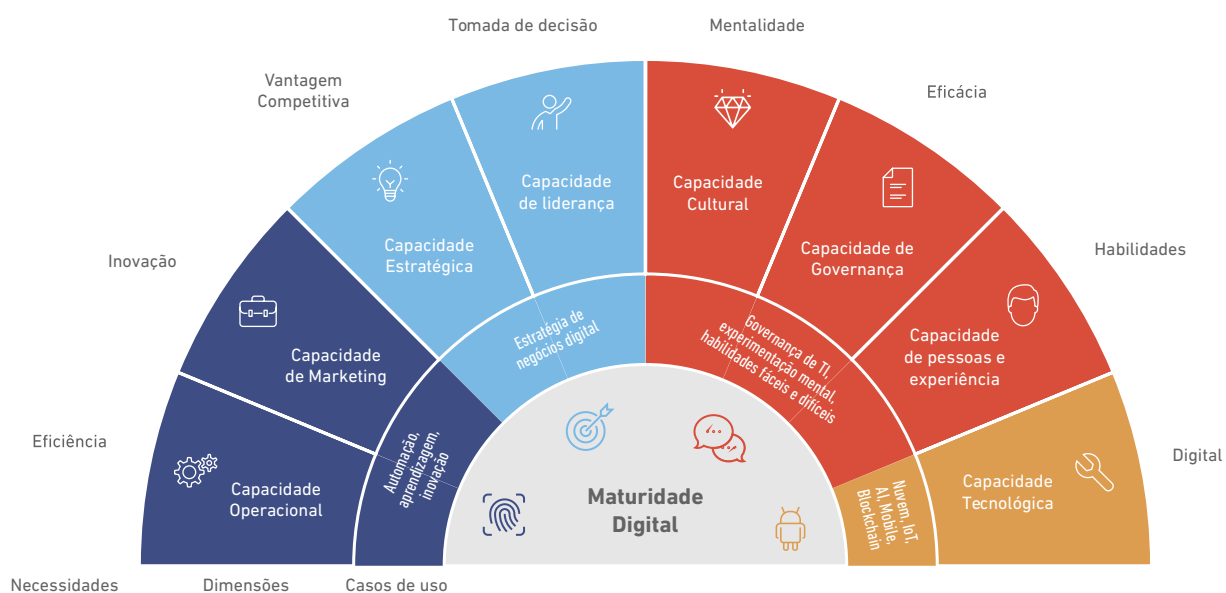 Tomada de decisão
Mentalidade
Vantagem
Competitiva
Eficácia
Inovação
Habilidades
Eficiência
Digital
Capacidade
de liderança
Capacidade
Cultural
Capacidade
Estratégica
Capacidade de
Governança
Capacidade
de Marketing
Capacidade
de pessoas e
experiência
Capacidade
Operacional
Capacidade
Tecnológica
Estratégia de
negócios digital
Governança de TI,
experimentação mental,
habilidades fáceis e difíceis
Automação,
aprendizagem,
inovação
Nuvem, IoT,
AI, Mobile,
Blockchain
Maturidade
Digital
Necessidades
Dimensões
Casos de uso